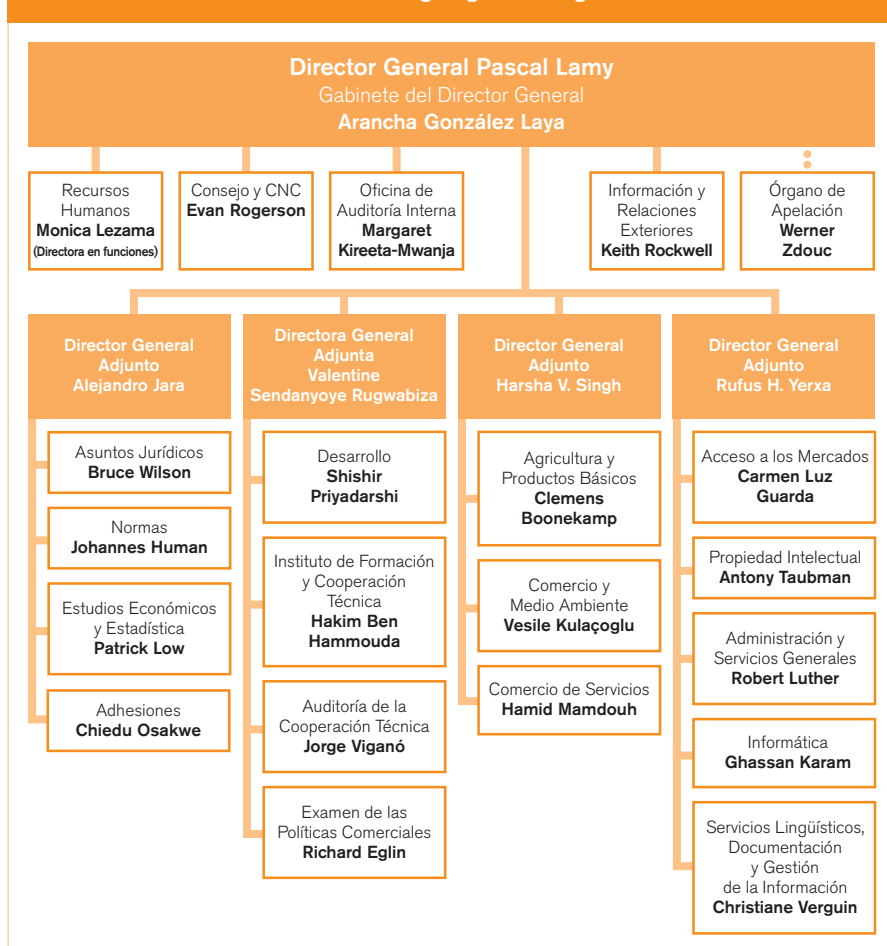 Director General Pascal Lamy
Gabinete del Director General
Arancha González Laya
Recursos
Humanos
Monica Lezama
(Directora en funciones)
Consejo y CNC
Evan Rogerson
Oficina de
Auditoría Interna
Margaret
Kireeta-Mwanja
Información y
Relaciones
Exteriores
Keith Rockwell
Órgano de
Apelación
Werner
Zdouc
Director General
Adjunto
Alejandro Jara
Asuntos Jurídicos
Bruce Wilson
Normas
Johannes Human
Estudios Económicos
y Estadística
Patrick Low
Adhesiones
Chiedu Osakwe
Directora General
Adjunta
Valentine
Sendanyoye Rugwabiza
Desarrollo
Shishir
Priyadarshi
Instituto de Formación
y Cooperación
Técnica
Hakim Ben
Hammouda
Auditoría de la
Cooperación Técnica
Jorge Viganó
Examen de las
Políticas Comerciales
Richard Eglin
Director General
Adjunto
Harsha V. Singh
Agricultura y
Productos Básicos
Clemens
Boonekamp
Comercio y
Medio Ambiente
Vesile Kulaçoglu
Comercio de Servicios
Hamid Mamdouh
Director General
Adjunto
Rufus H. Yerxa
Acceso a los Mercados
Carmen Luz
Guarda
Propiedad Intelectual
Antony Taubman
Administración y
Servicios Generales
Robert Luther
Informática
Ghassan Karam
Servicios Lingüísticos,
Documentación
y Gestión
de la Información
Christiane Verguin